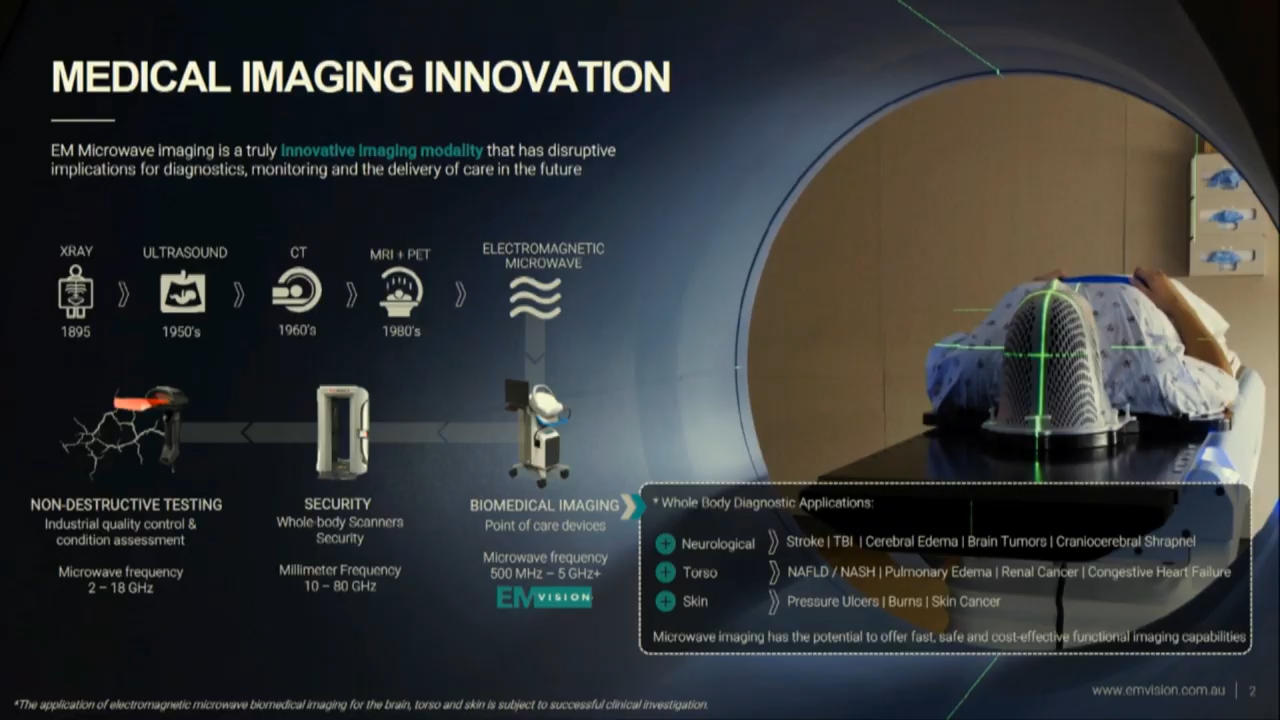 MEDICAL IMAGING INNOVATION
EM Microwave imaging is a truly innovative imaging modality that has disruptive
implications for diagnostics, monitoring and the delivery of care in the future
XRAY
1895
ULTRASOUND
1950's
CT
1960's
MRI + PET
1980's
ELECTROMAGNETIC
MICROWAVE
NON-DESTRUCTIVE TESTING
Industrial quality control &
condition assessment
Microwave frequency
2 – 18 GHz
SECURITY
Whole-body Scanners
Security
Millimeter Frequency
10 – 80 GHz
BIOMEDICAL IMAGING
Point of care devices
Microwave frequency
500 MHz – 5 GHz+
EMVISION
* Whole Body Diagnostic Applications:
Neurological
Stroke | TBI | Cerebral Edema | Brain Tumors | Craniocerebral Shrapnel
Torso
NAFLD / NASH | Pulmonary Edema | Renal Cancer | Congestive Heart Failure
Skin
Pressure Ulcers | Burns | Skin Cancer
Microwave imaging has the potential to offer fast, safe and cost-effective functional imaging capabilities
www.emvision.com.au | 2
*The application of electromagnetic microwave biomedical imaging for the brain, torso and skin is subject to successful clinical investigation.